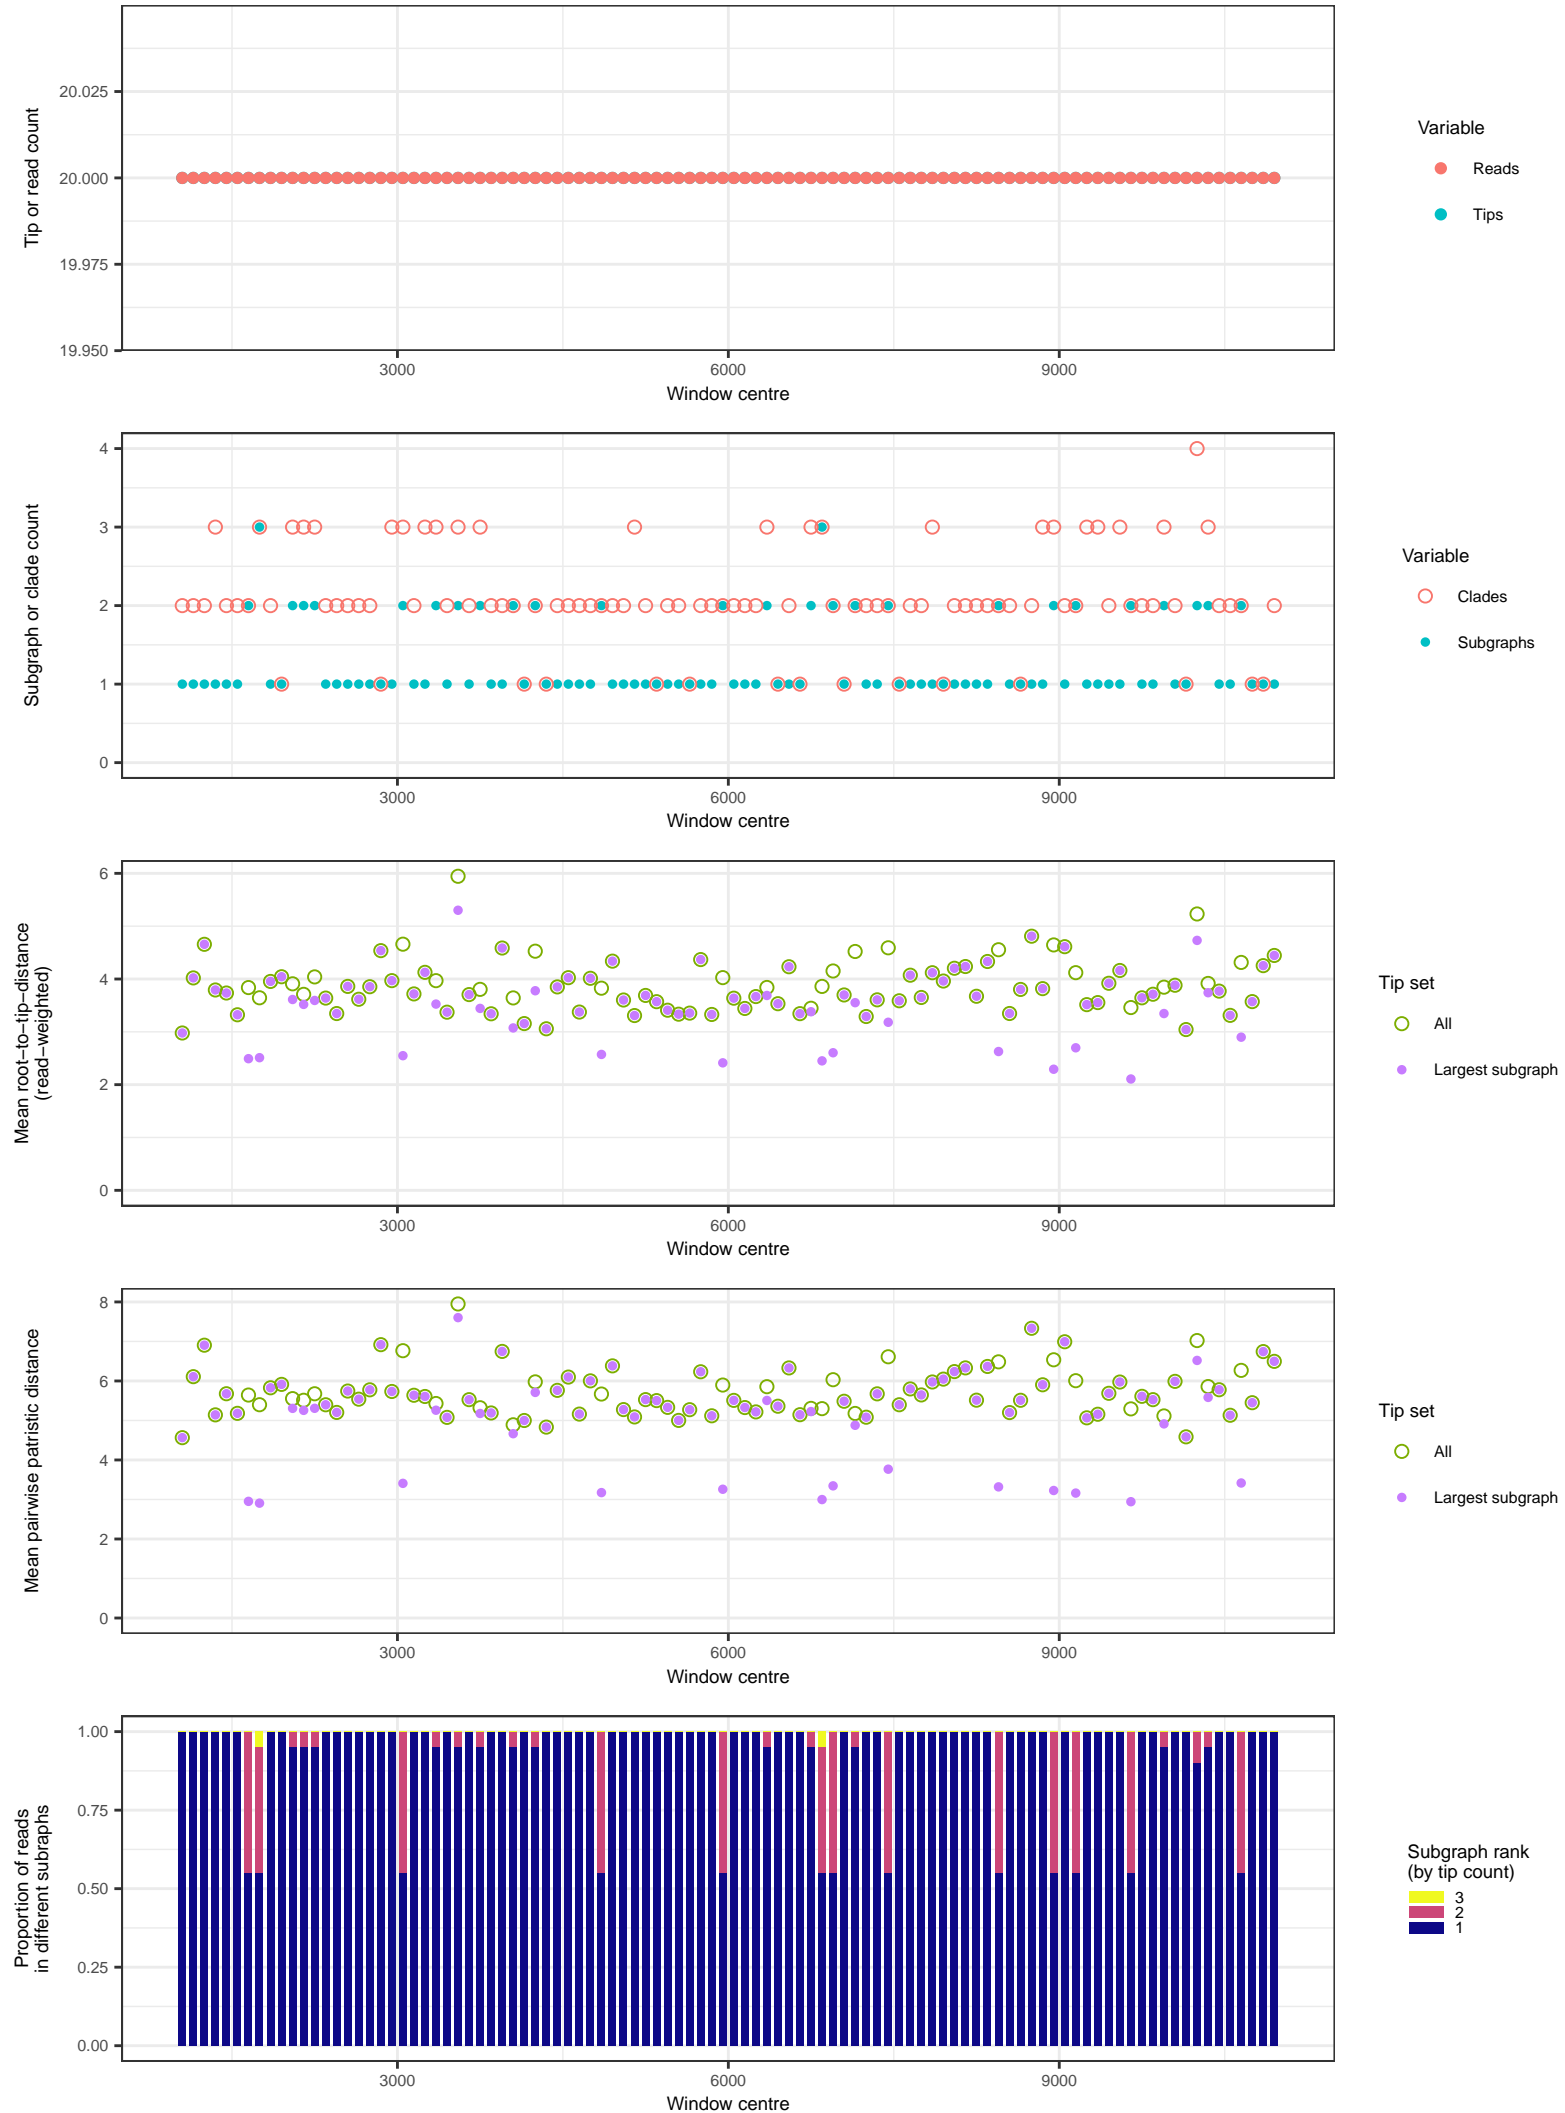 20.025
20.000
19.975
19.950
Tip or read count
3000 6000 9000
Window centre
Variable
Reads
Tips
4
3
2
1
0
Subgraph or clade count
3000 6000 9000
Window centre
Variable
Clades
Subgraphs
6
4
2
0
Mean root−to−tip−distance
(read−weighted)
3000 6000 9000
Window centre
Tip set
All
Largest subgraph
8
6
4
2
0
Mean pairwise patristic distance
3000 6000 9000
Window centre
Tip set
All
Largest subgraph
1.00
0.75
0.50
0.25
0.00
Proportion of reads
in different subraphs
3000 6000 9000
Window centre
Subgraph rank
(by tip count)
3
2
1